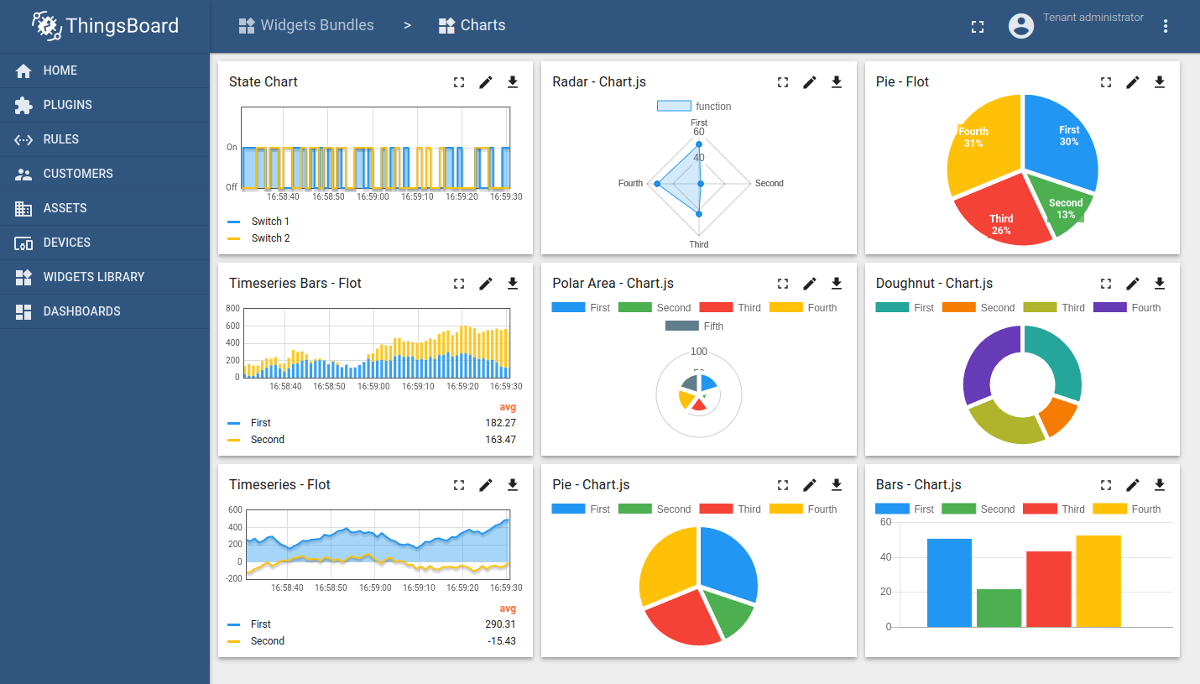 ThingsBoard
Widgets Bundles > Charts
Tenant administrator
HOME
PLUGINS
RULES
CUSTOMERS
ASSETS
DEVICES
WIDGETS LIBRARY
DASHBOARDS
State Chart
On
Off
16:58:40 16:58:50 16:59:00 16:59:10 16:59:20 16:59:30
Switch 1
Switch 2
Radar - Chart.js
function
First
60
40
Fourth
Second
Third
Pie - Flot
Fourth
31%
First
30%
Second
13%
Third
26%
Timeseries Bars - Flot
800
600
400
200
0
16:58:40 16:58:50 16:59:00 16:59:10 16:59:20 16:59:30
avg
First 182.27
Second 163.47
Polar Area - Chart.js
First Second Third Fourth
Fifth
100
Doughnut - Chart.js
First Second Third Fourth
Timeseries - Flot
600
400
200
0
-200
16:58:40 16:58:50 16:59:00 16:59:10 16:59:20 16:59:30
avg
First 290.31
Second -15.43
Pie - Chart.js
First Second Third Fourth
Bars - Chart.js
First Second Third Fourth
60
40
20
0